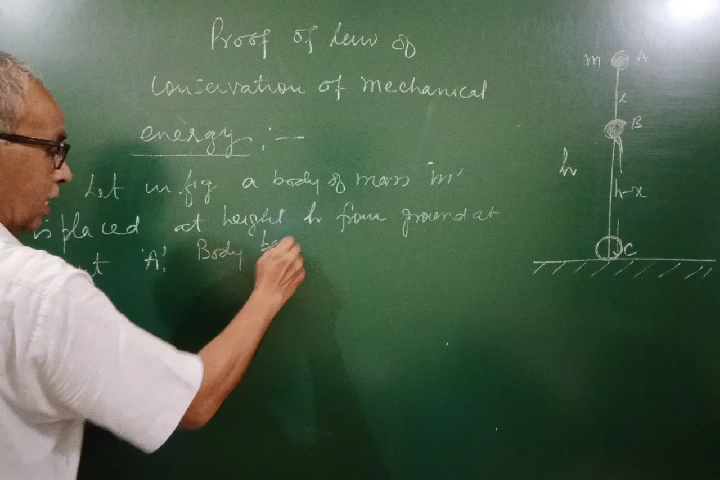 Proof of Law of
Conservation of Mechanical
energy :—
Let in fig a body of mass 'm'
is placed at height h from ground at
'A'. Body be
m A
x
B
h
h-x
C